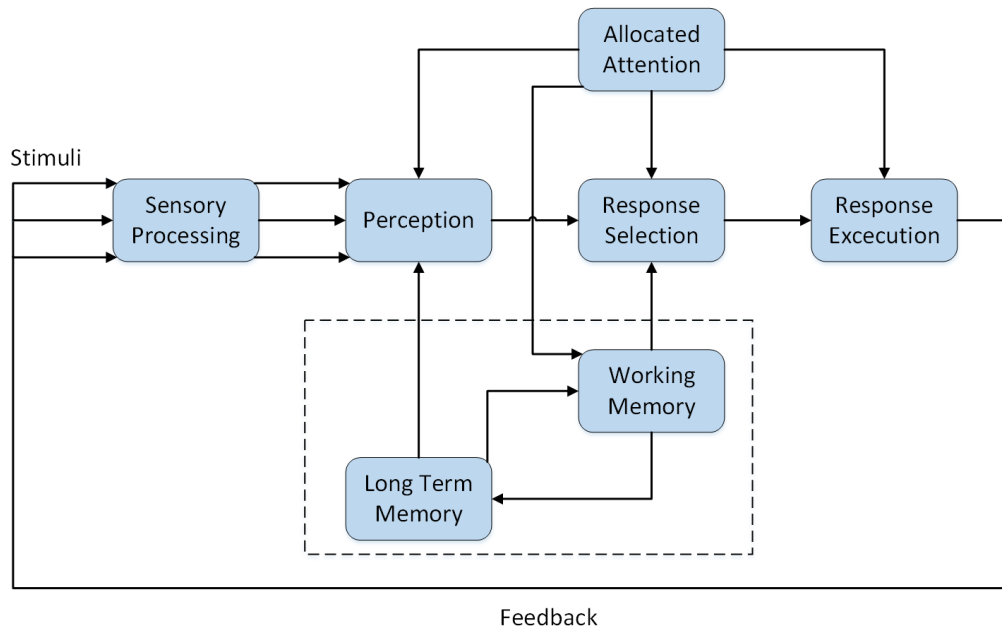 Allocated
Attention
Stimuli
Sensory
Processing
Perception
Response
Selection
Response
Excecution
Working
Memory
Long Term
Memory
Feedback